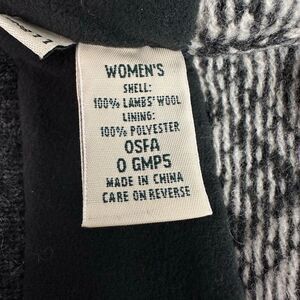 WOMEN'S
SHELL:
100% LAMBS' WOOL
LINING:
100% POLYESTER
OSFA
0 GMP5
MADE IN CHINA
CARE ON REVERSE